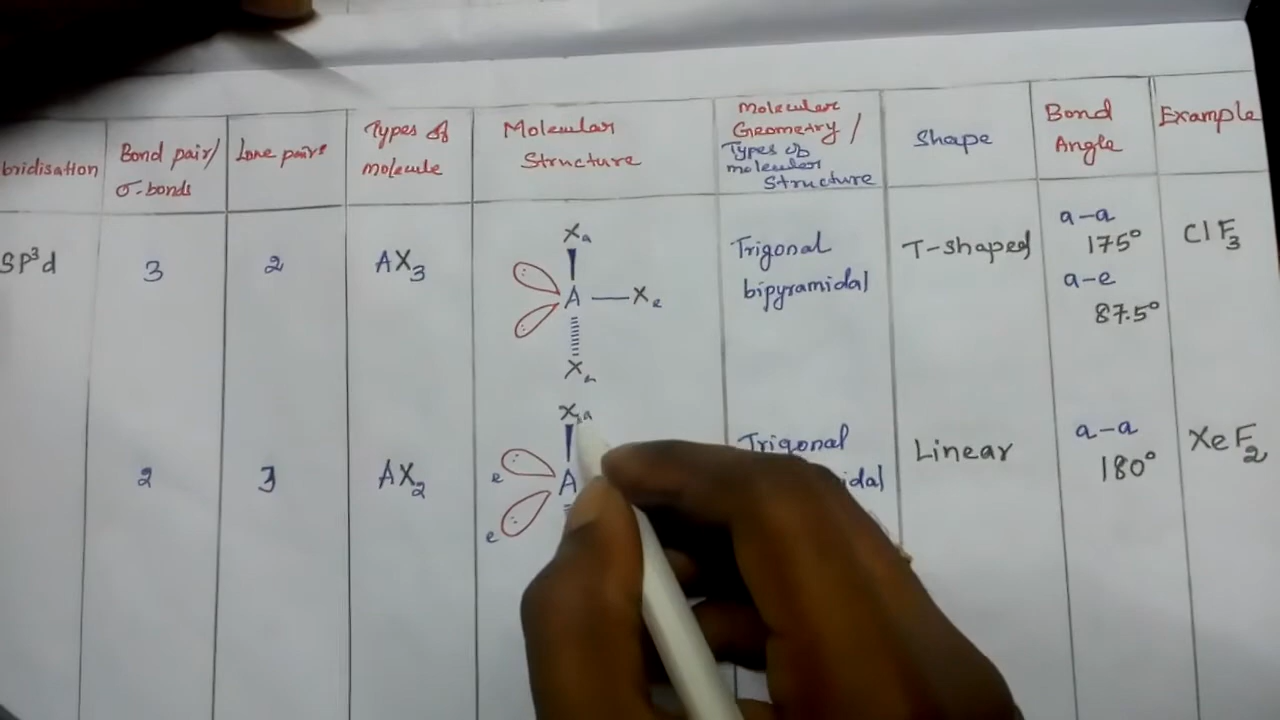 bridisation
Bond pair/
σ-bonds
Lone pairs
Types of
molecule
Molecular
Structure
Molecular
Geometry/
Types of
molecular
Structure
Shape
Bond
Angle
Example
SP³d
3
2
AX₃
Xₐ
A — Xₑ
Xₐ
Trigonal
bipyramidal
T-shaped
a-a
175°
a-e
87.5°
ClF₃
2
3
AX₂
Xₐ
e
A
e
Trigonal
idal
Linear
a-a
180°
XeF₂